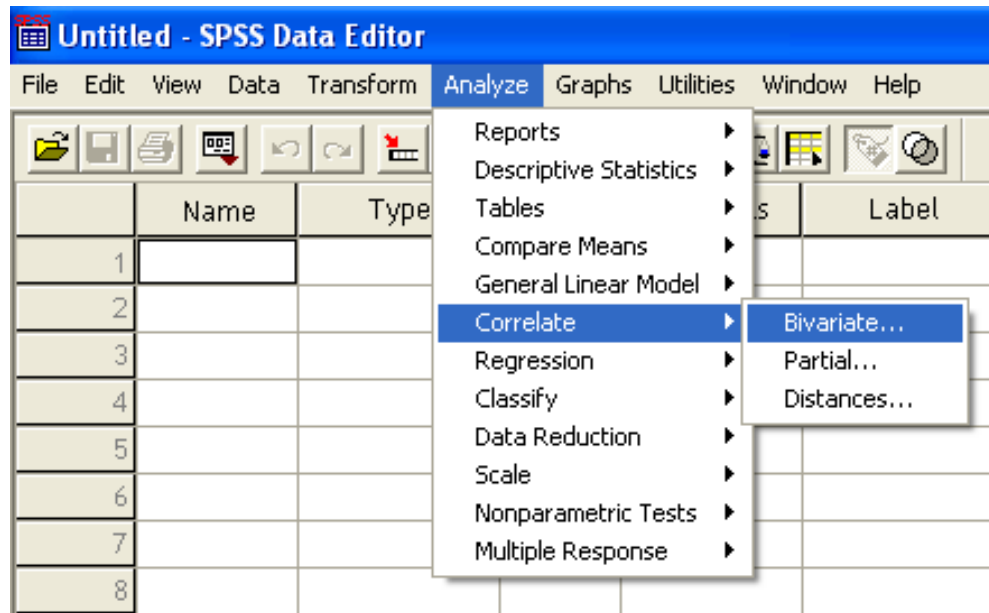 SPSS
Untitled - SPSS Data Editor
File Edit View Data Transform Analyze Graphs Utilities Window Help
Name Type s Label
1
2
3
4
5
6
7
8
Reports
Descriptive Statistics
Tables
Compare Means
General Linear Model
Correlate
Regression
Classify
Data Reduction
Scale
Nonparametric Tests
Multiple Response
Bivariate...
Partial...
Distances...